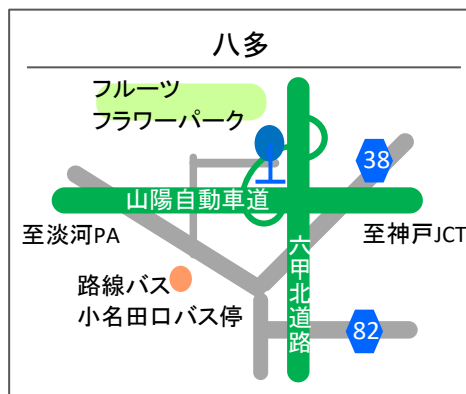 八多
フルーツ
フラワーパーク
38
山陽自動車道
至淡河PA
至神戸JCT
六甲北道路
路線バス
小名田口バス停
82